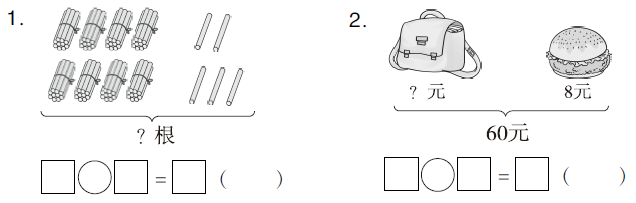 1.
? 根
□○□=□ (    )
2.
? 元
8元
60元
□○□=□ (    )